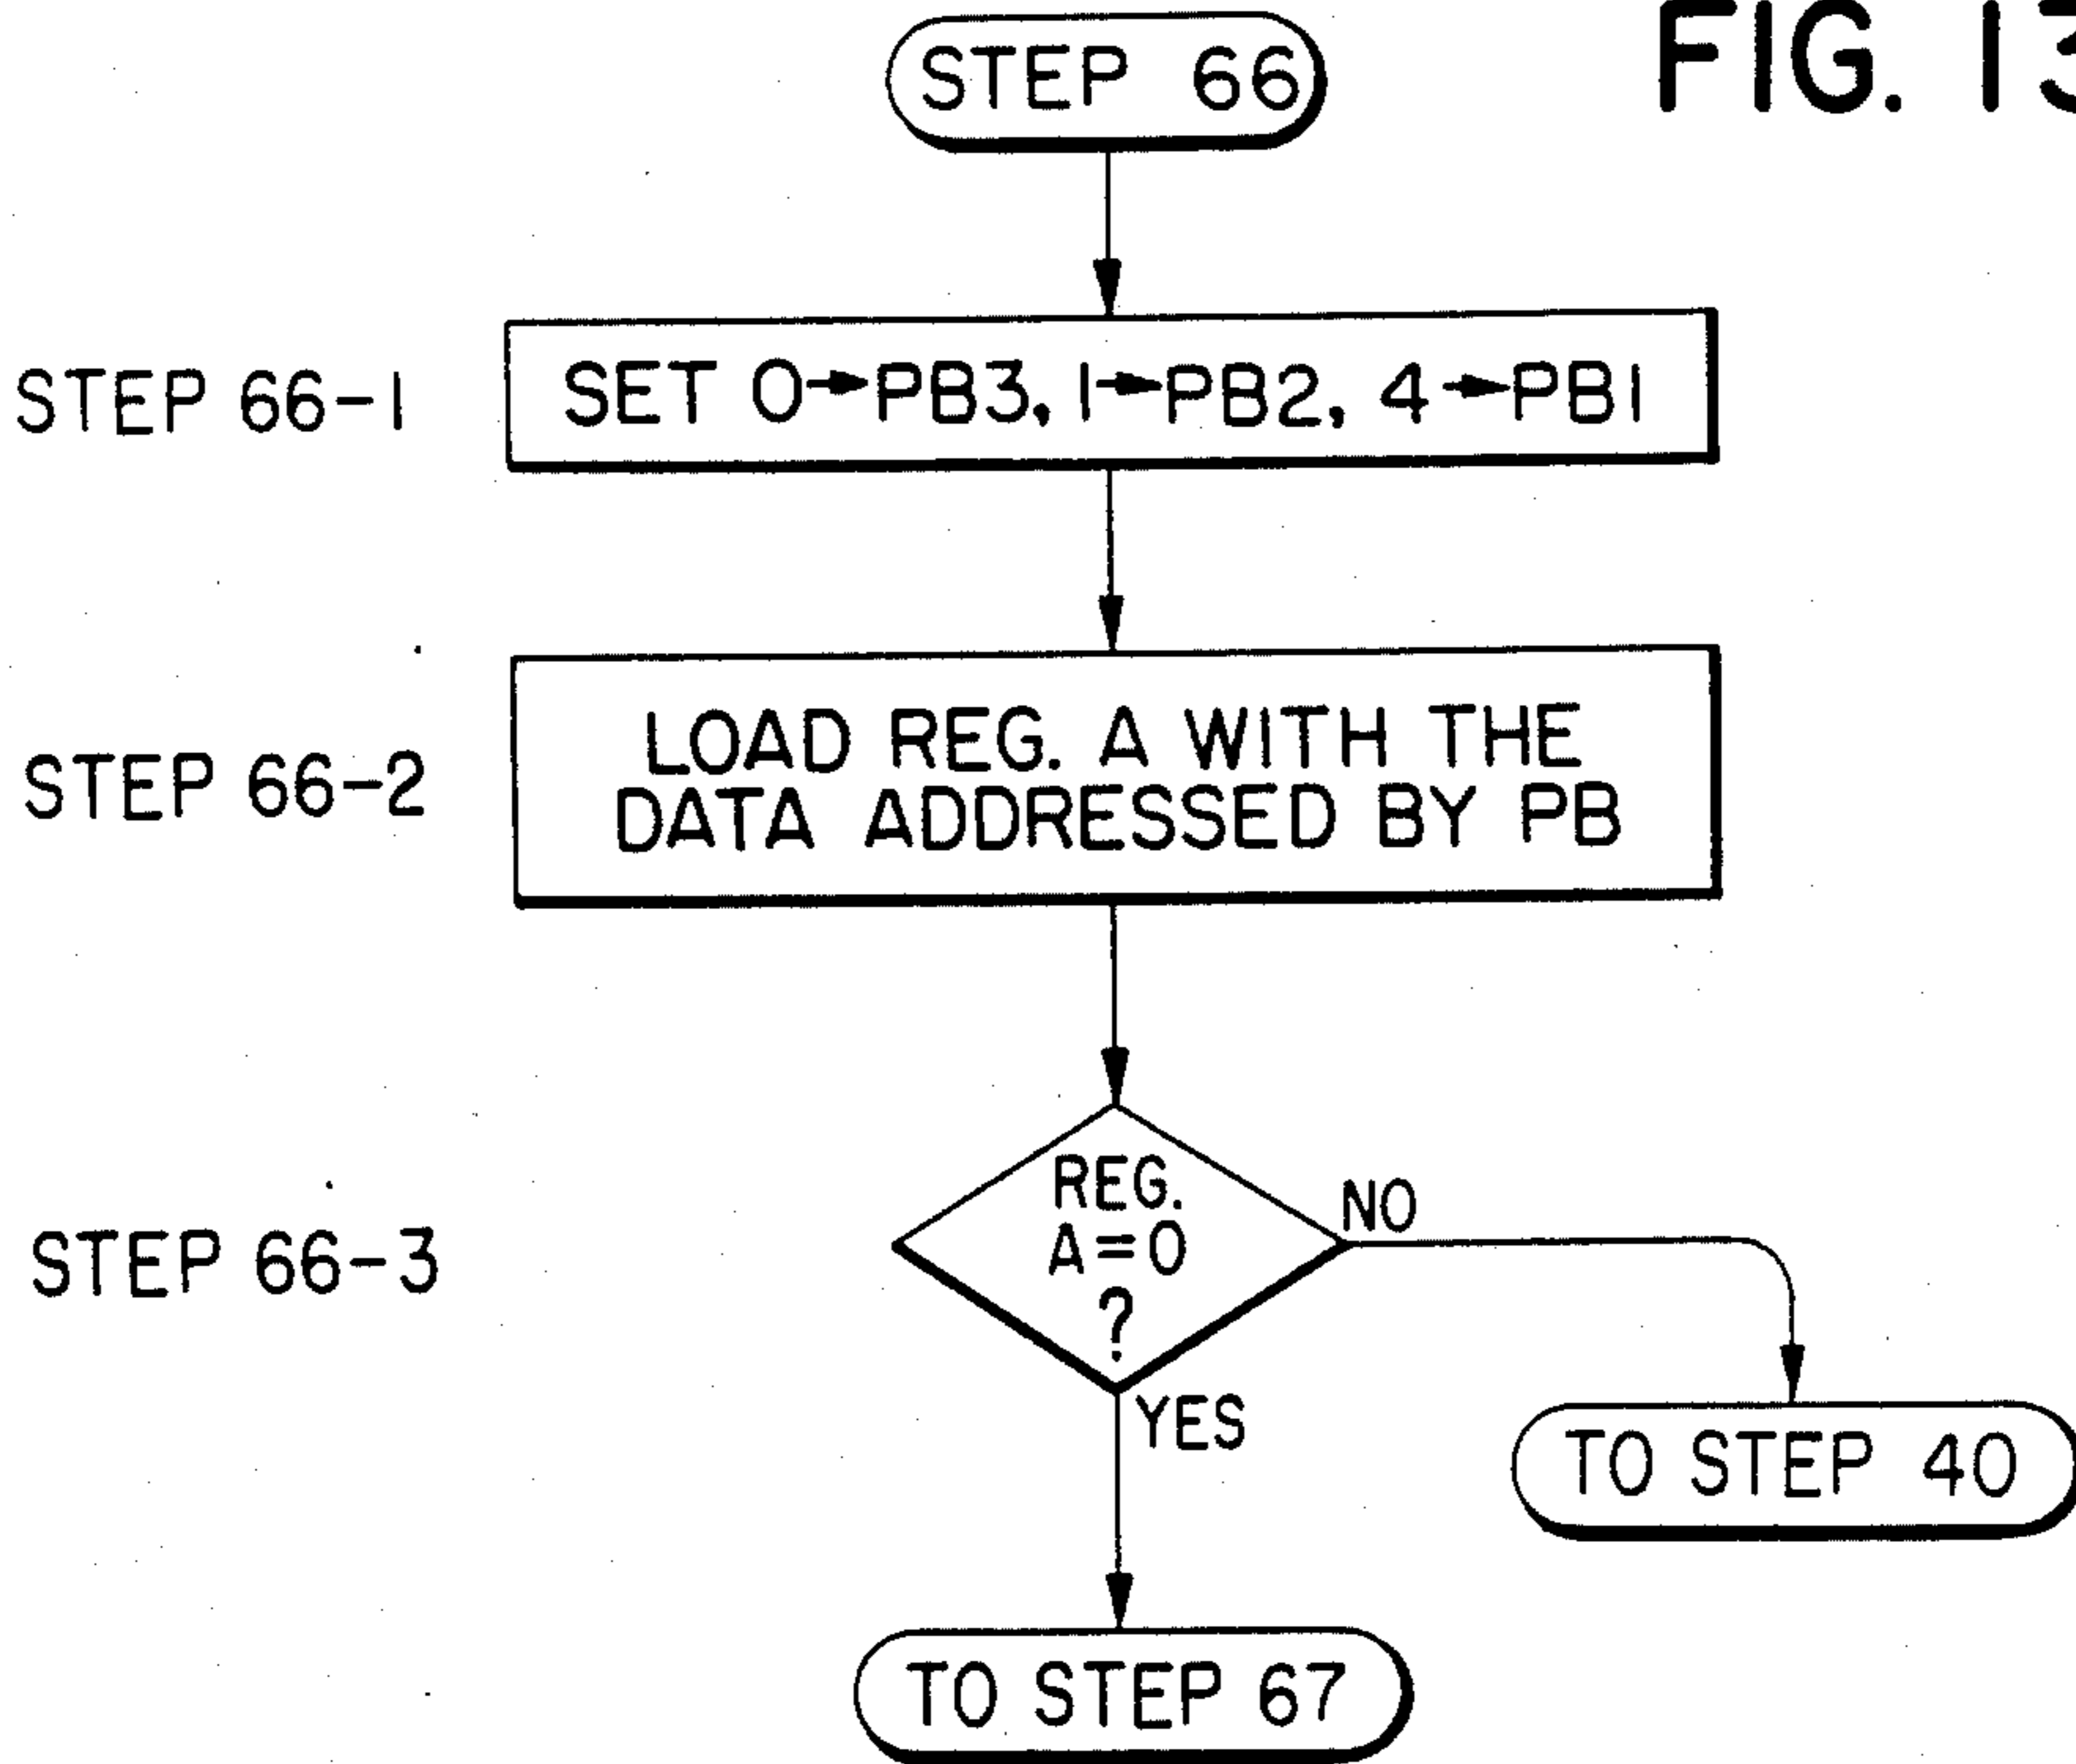 FIG. 13
STEP 66
STEP 66-1
SET 0→PB3, 1→PB2, 4→PB1
STEP 66-2
LOAD REG. A WITH THE
DATA ADDRESSED BY PB
STEP 66-3
REG.
A=0
?
NO
YES
TO STEP 40
TO STEP 67